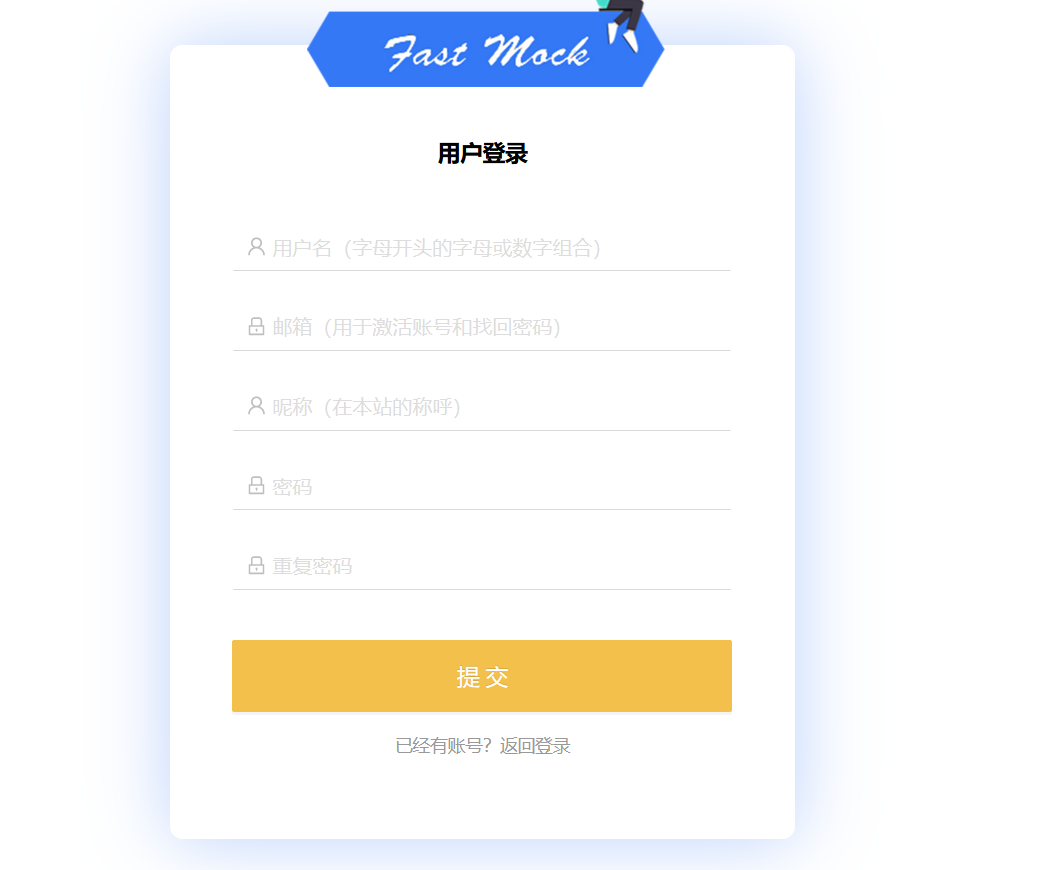 Fast Mock
用户登录
用户名（字母开头的字母或数字组合）
邮箱（用于激活账号和找回密码）
昵称（在本站的称呼）
密码
重复密码
提 交
已经有账号？返回登录